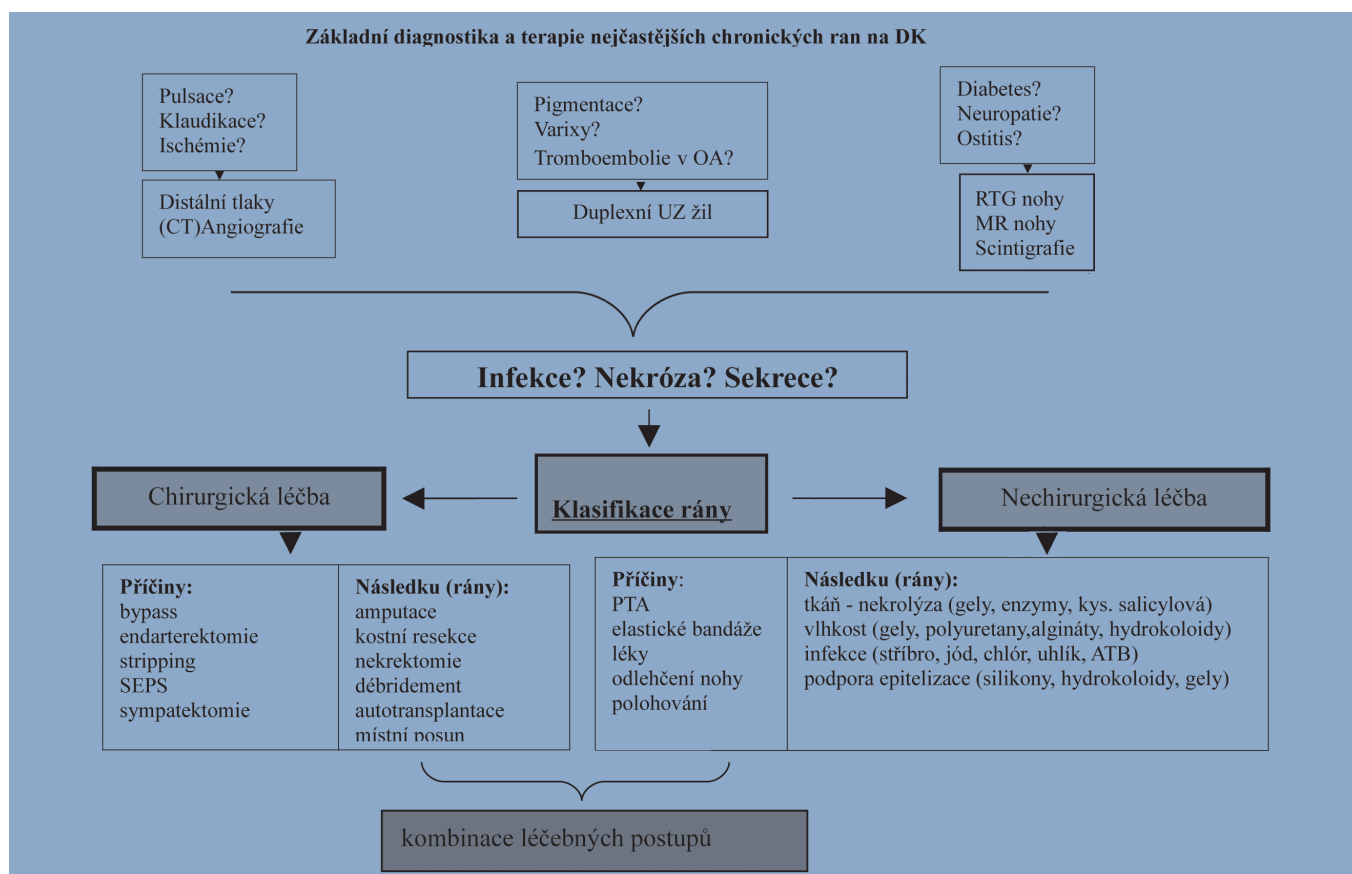 Základní diagnostika a terapie nejčastějších chronických ran na DK
Pulsace?
Klaudikace?
Ischémie?
Distální tlaky
(CT)Angiografie
Pigmentace?
Varixy?
Tromboembolie v OA?
Duplexní UZ žil
Diabetes?
Neuropatie?
Ostitis?
RTG nohy
MR nohy
Scintigrafie
Infekce? Nekróza? Sekrece?
Chirurgická léčba
Klasifikace rány
Nechirurgická léčba
Příčiny:
bypass
endarterektomie
stripping
SEPS
sympatektomie
Následku (rány):
amputace
kostní resekce
nekrektomie
débridement
autotransplantace
místní posun
Příčiny:
PTA
elastické bandáže
léky
odlehčení nohy
polohování
Následku (rány):
tkáň - nekrolýza (gely, enzymy, kys. salicylová)
vlhkost (gely, polyuretany,algináty, hydrokoloidy)
infekce (stříbro, jód, chlór, uhlík, ATB)
podpora epitelizace (silikony, hydrokoloidy, gely)
kombinace léčebných postupů